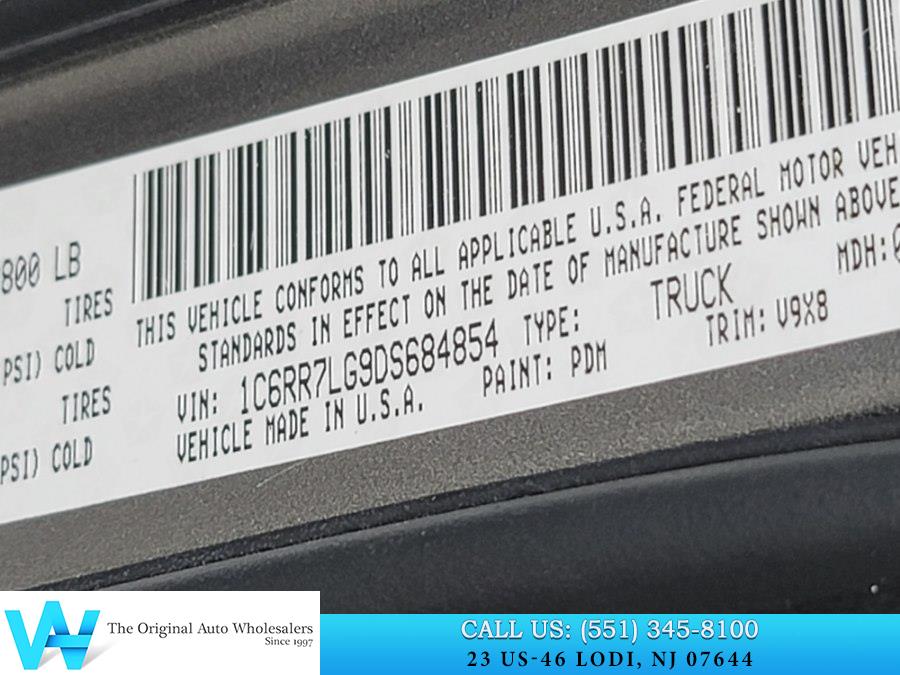 800 LB
TIRES
PSI) COLD
TIRES
PSI) COLD
THIS VEHICLE CONFORMS TO ALL APPLICABLE U.S.A. FEDERAL MOTOR VEH
STANDARDS IN EFFECT ON THE DATE OF MANUFACTURE SHOWN ABOVE
VIN: 1C6RR7LG9DS684854 TYPE: TRUCK MDH:0
VEHICLE MADE IN U.S.A. PAINT: PDM TRIM: V9X8
The Original Auto Wholesalers
Since 1997
CALL US: (551) 345-8100
23 US-46 LODI, NJ 07644